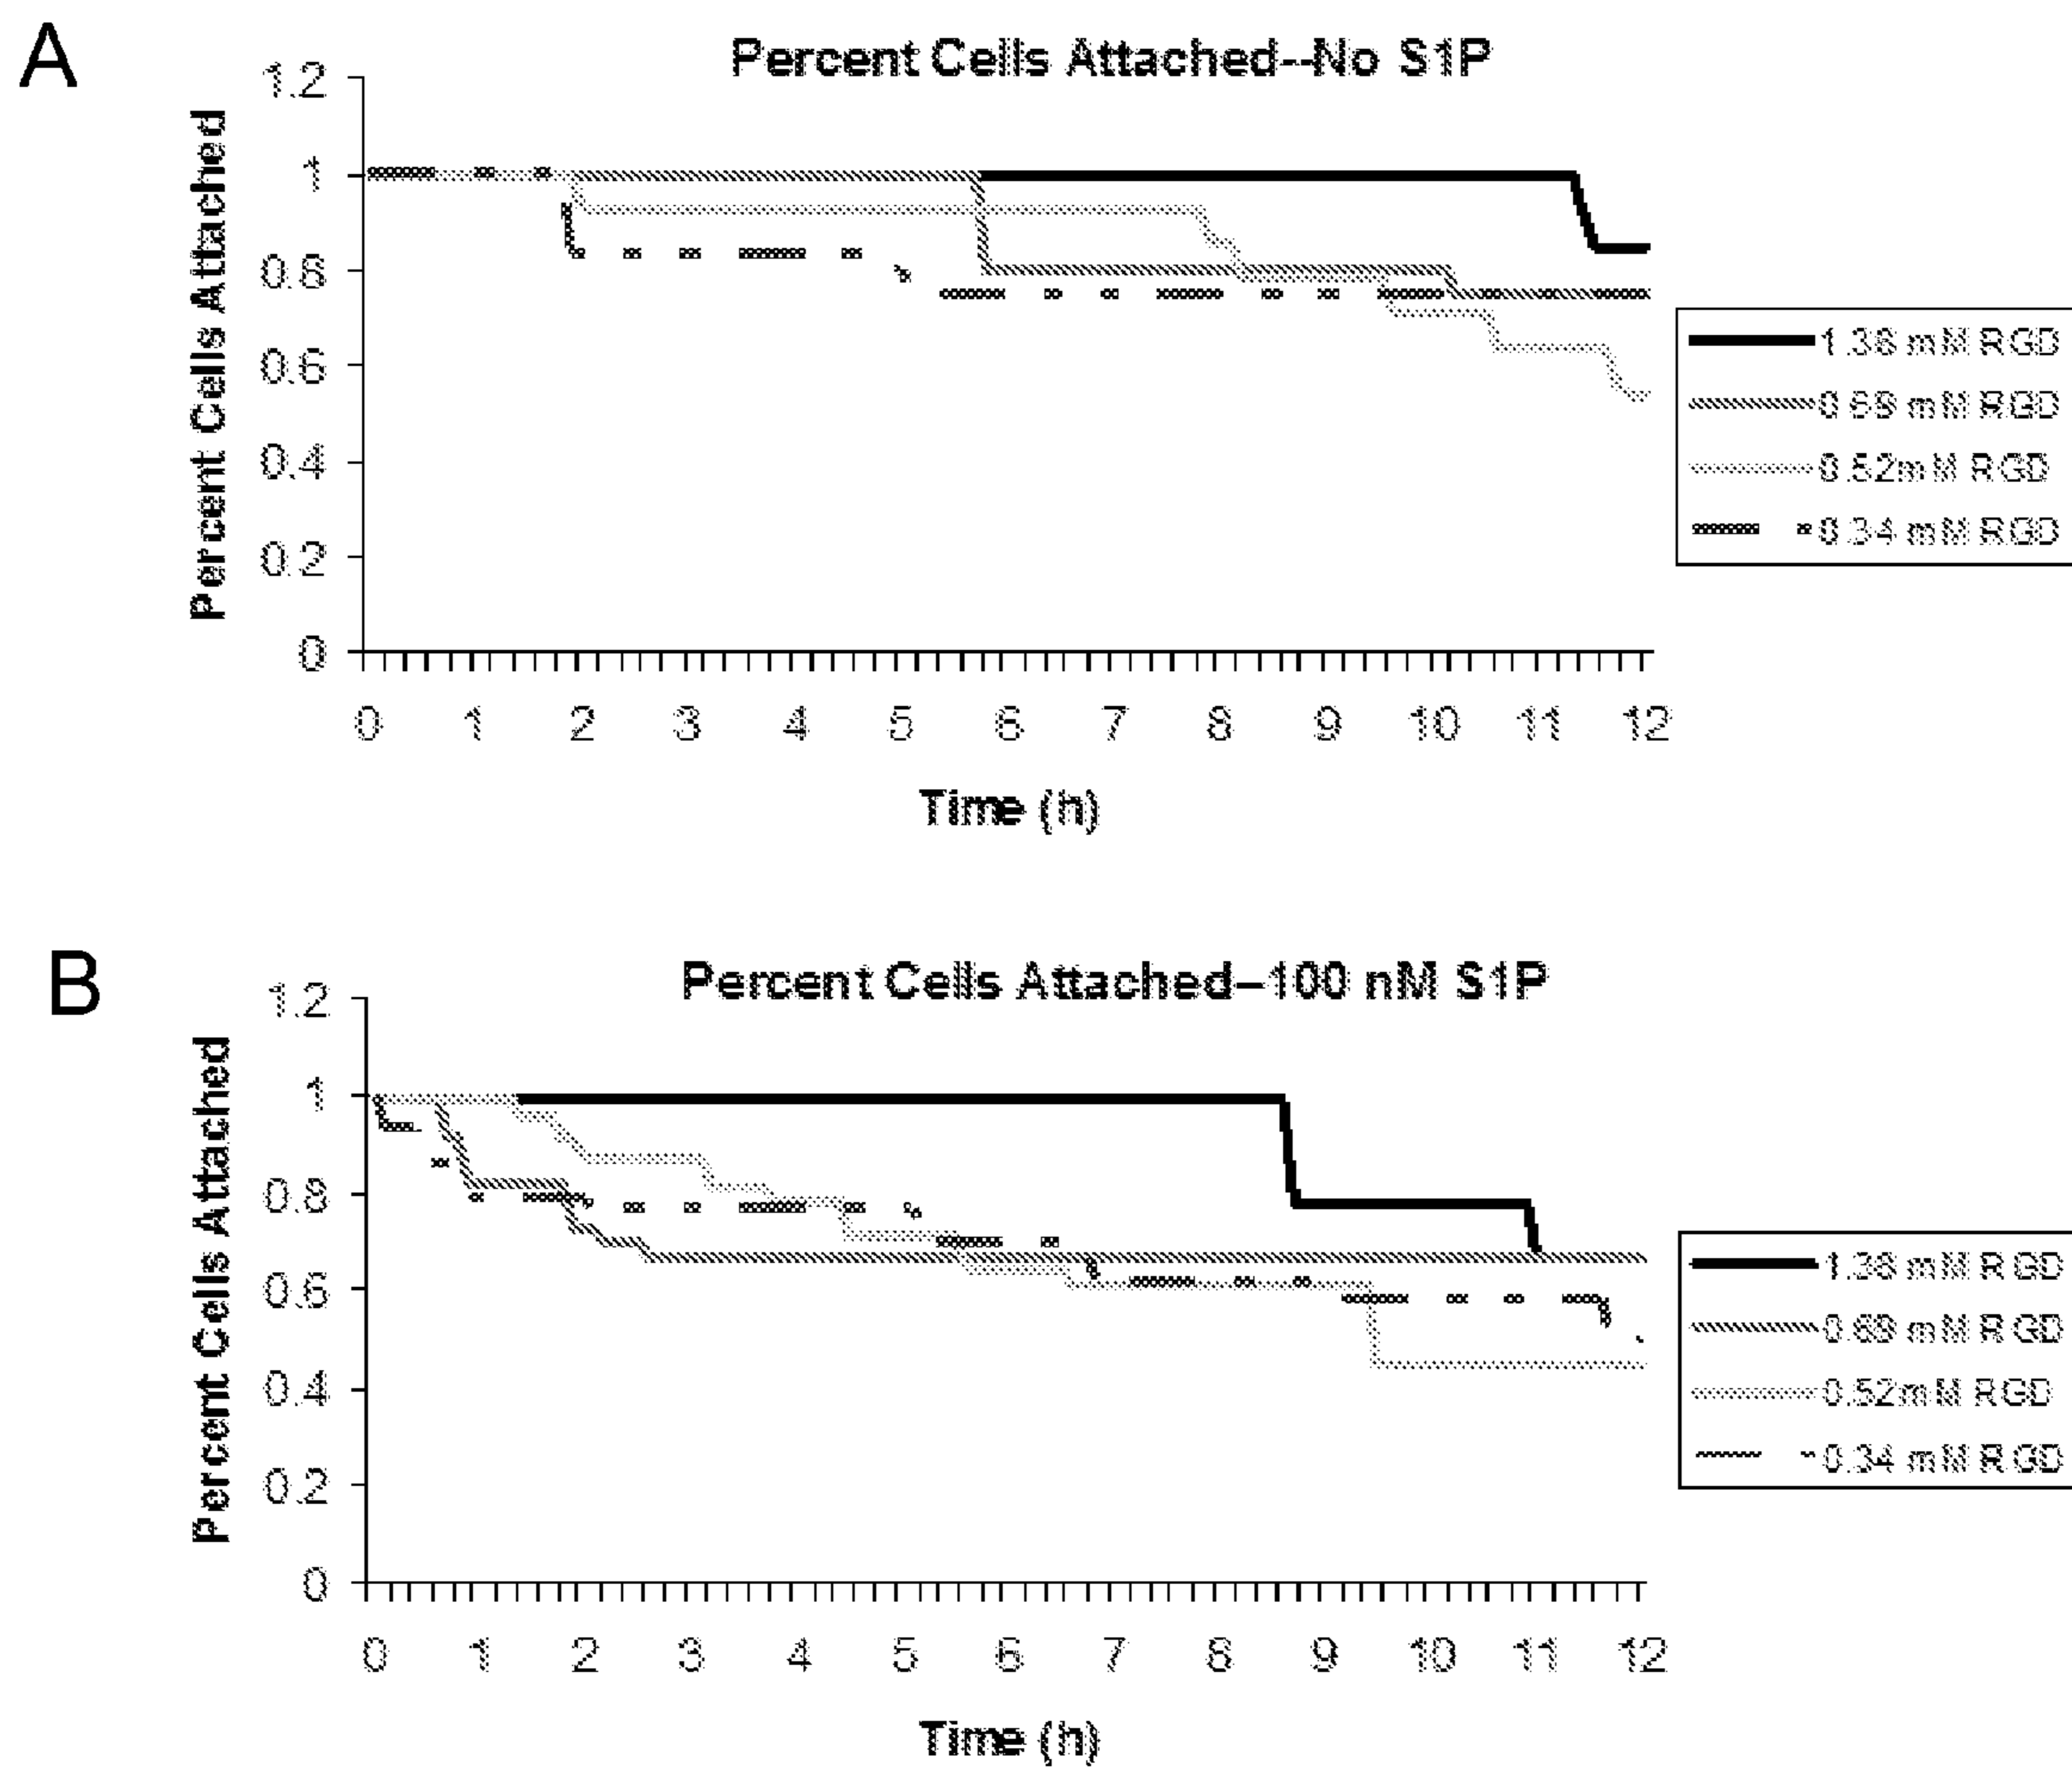 A
Percent Cells Attached--No S1P
Percent Cells Attached
1.2
1
0.8
0.6
0.4
0.2
0
0 1 2 3 4 5 6 7 8 9 10 11 12
Time (h)
1.38 mM RGD
0.69 mM RGD
0.52mM RGD
0.34 mM RGD
B
Percent Cells Attached--100 nM S1P
Percent Cells Attached
1.2
1
0.8
0.6
0.4
0.2
0
0 1 2 3 4 5 6 7 8 9 10 11 12
Time (h)
1.38 mM RGD
0.69 mM RGD
0.52mM RGD
0.34 mM RGD